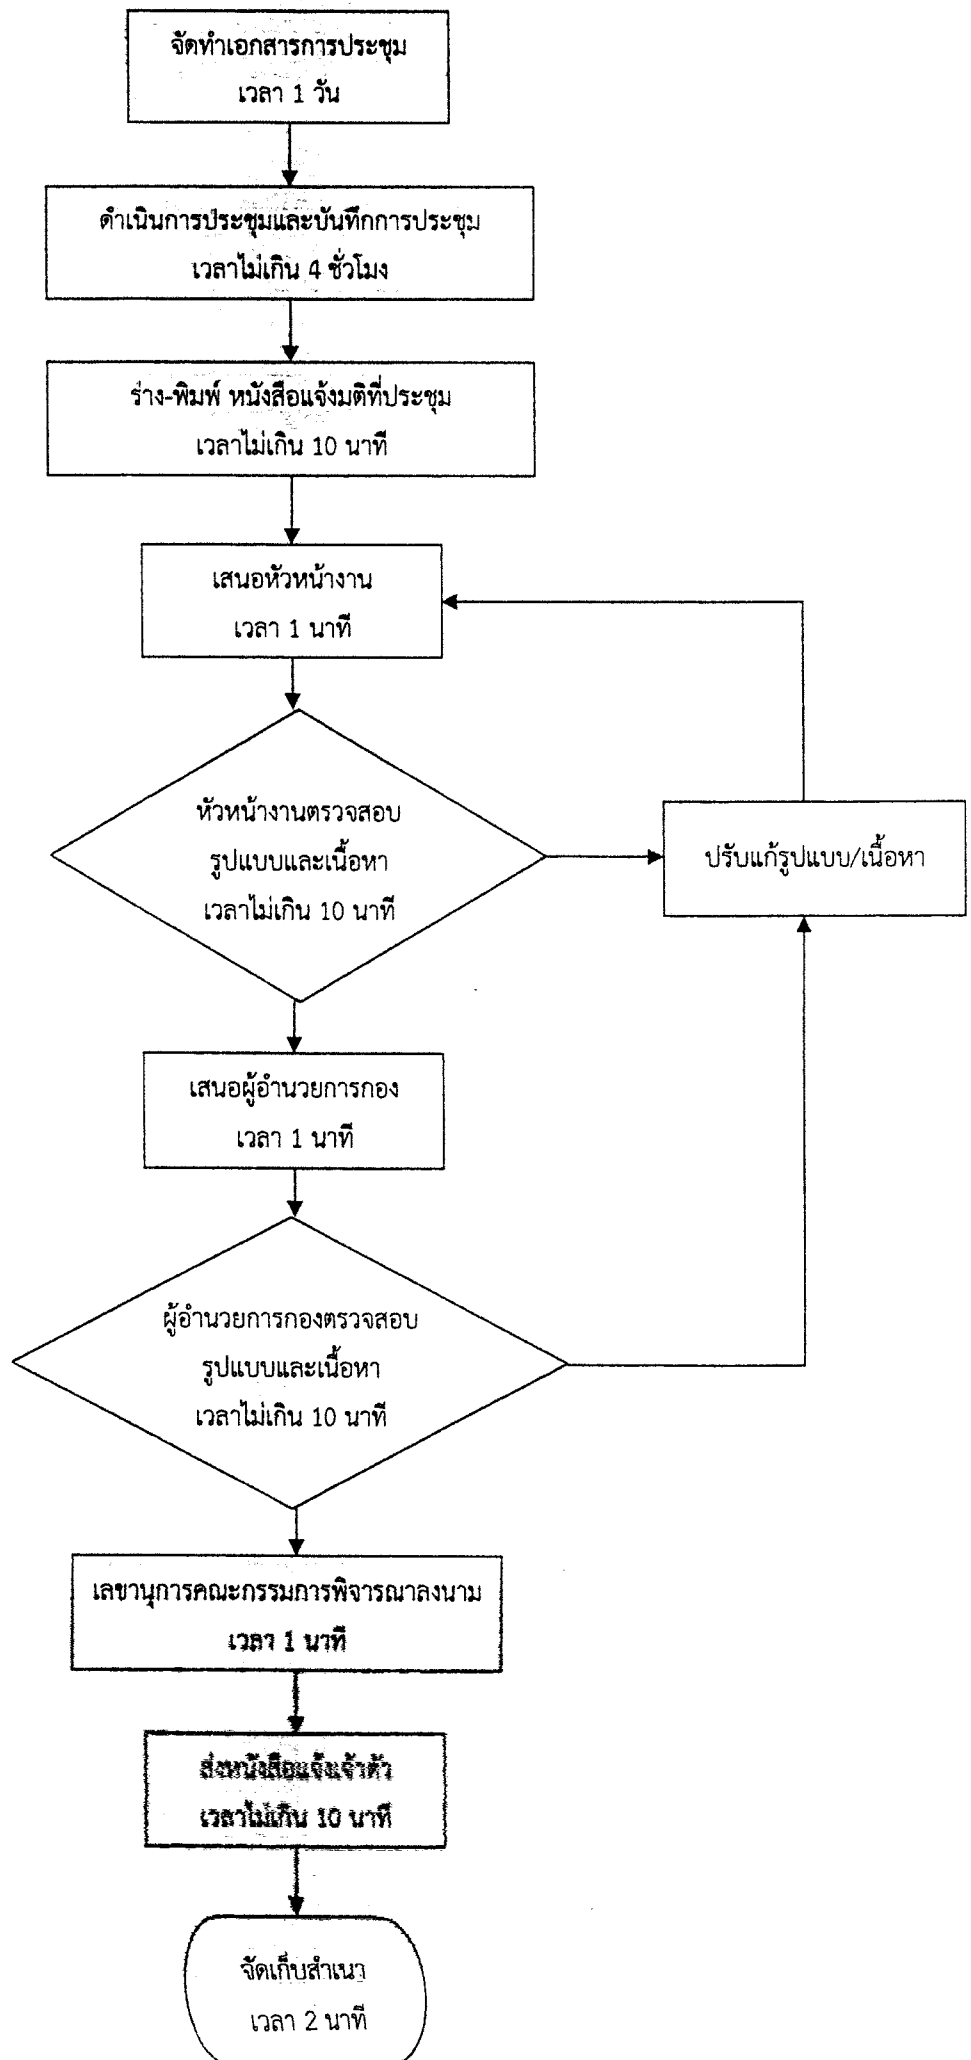 จัดทำเอกสารการประชุม
เวลา 1 วัน
ดำเนินการประชุมและบันทึกการประชุม
เวลาไม่เกิน 4 ชั่วโมง
ร่าง-พิมพ์ หนังสือแจ้งมติที่ประชุม
เวลาไม่เกิน 10 นาที
เสนอหัวหน้างาน
เวลา 1 นาที
หัวหน้างานตรวจสอบ
รูปแบบและเนื้อหา
เวลาไม่เกิน 10 นาที
ปรับแก้รูปแบบ/เนื้อหา
เสนอผู้อำนวยการกอง
เวลา 1 นาที
ผู้อำนวยการกองตรวจสอบ
รูปแบบและเนื้อหา
เวลาไม่เกิน 10 นาที
เลขานุการคณะกรรมการพิจารณาลงนาม
เวลา 1 นาที
ส่งหนังสือแจ้งเจ้าตัว
เวลาไม่เกิน 10 นาที
จัดเก็บสำเนา
เวลา 2 นาที